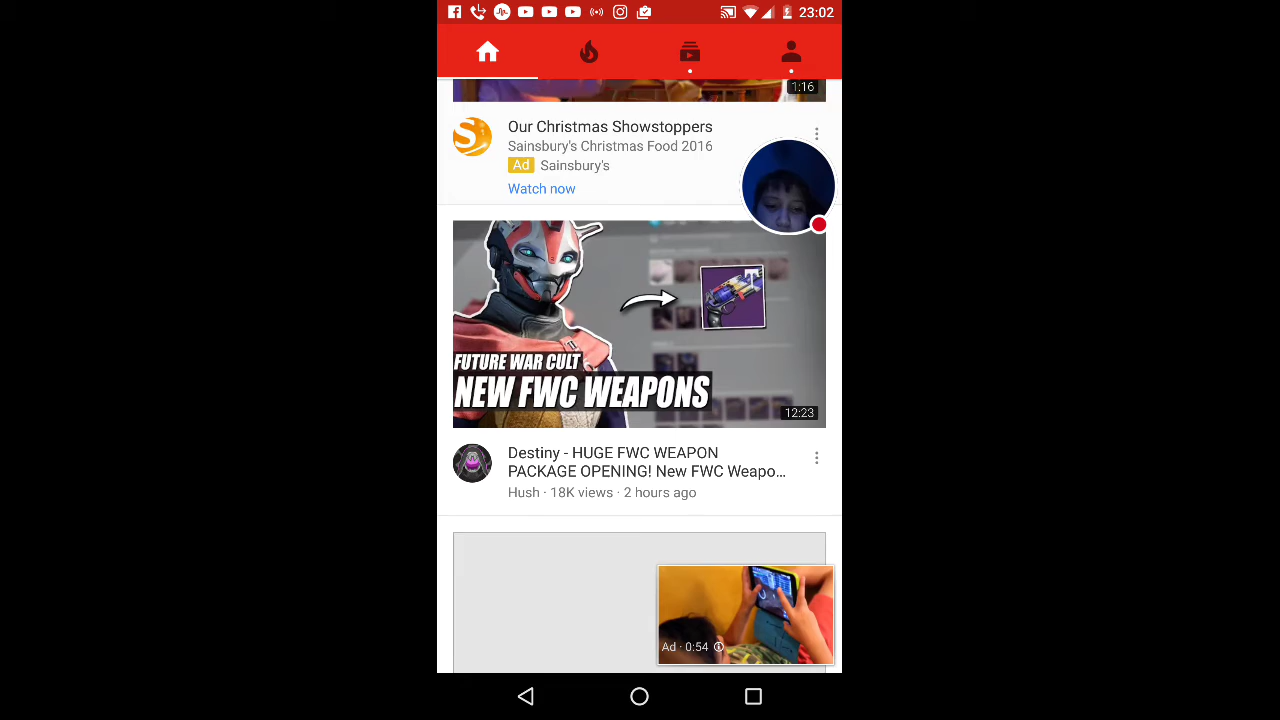 23:02
1:16
Our Christmas Showstoppers
Sainsbury's Christmas Food 2016
Ad Sainsbury's
Watch now
FUTURE WAR CULT
NEW FWC WEAPONS
12:23
Destiny - HUGE FWC WEAPON
PACKAGE OPENING! New FWC Weapo...
Hush · 18K views · 2 hours ago
Ad · 0:54